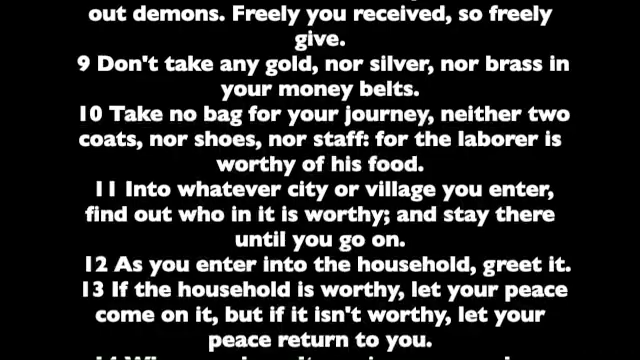 out demons. Freely you received, so freely
give.
9 Don't take any gold, nor silver, nor brass in
your money belts.
10 Take no bag for your journey, neither two
coats, nor shoes, nor staff: for the laborer is
worthy of his food.
11 Into whatever city or village you enter,
find out who in it is worthy; and stay there
until you go on.
12 As you enter into the household, greet it.
13 If the household is worthy, let your peace
come on it, but if it isn't worthy, let your
peace return to you.